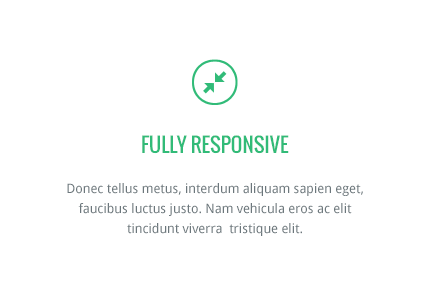 FULLY RESPONSIVE
Donec tellus metus, interdum aliquam sapien eget,
faucibus luctus justo. Nam vehicula eros ac elit
tincidunt viverra  tristique elit.